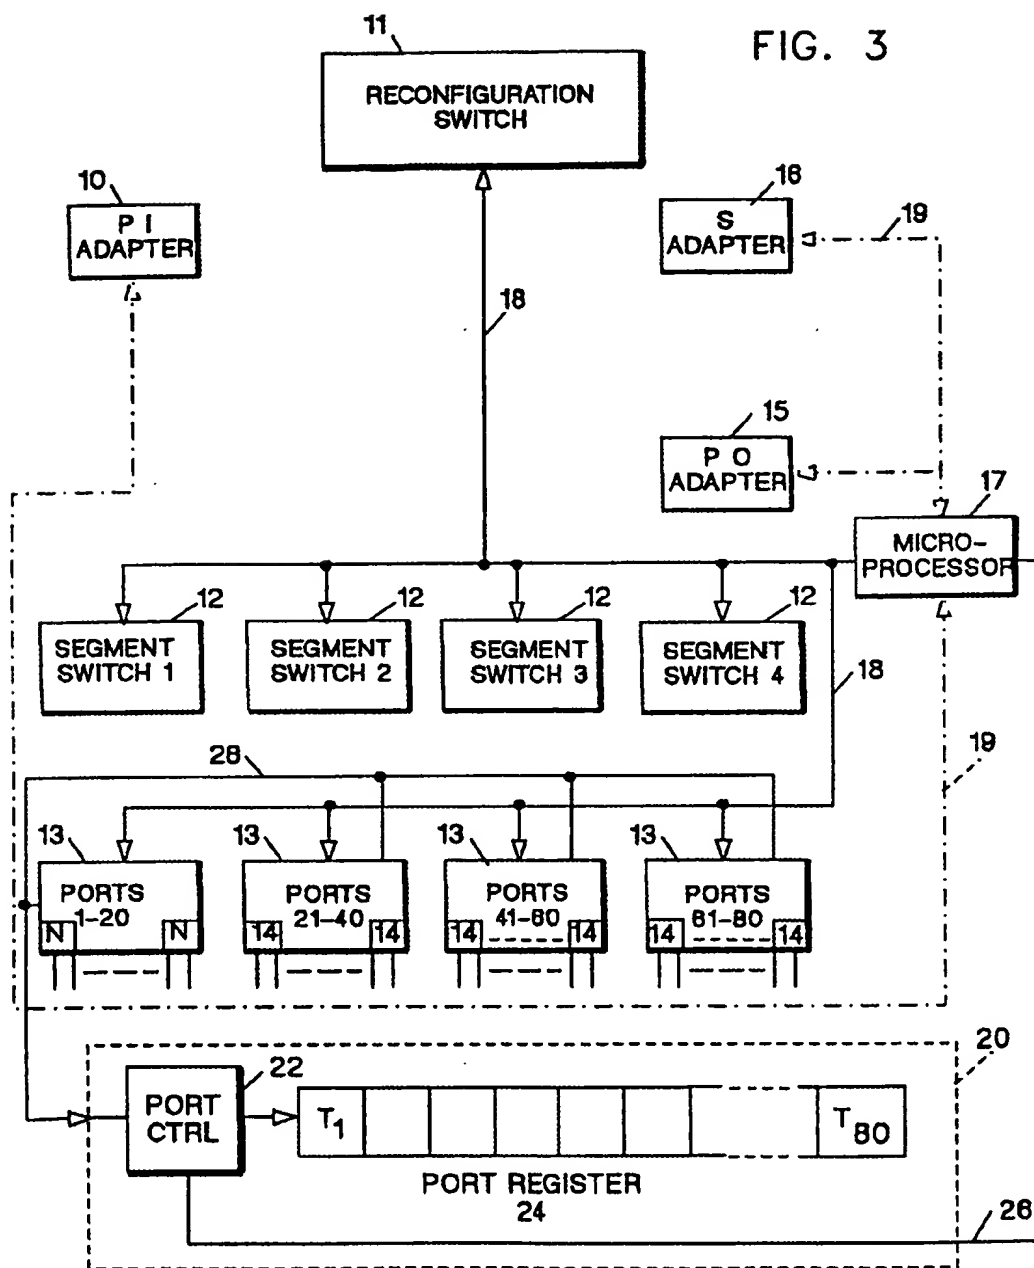 FIG. 3
11
RECONFIGURATION
SWITCH
10
P I
ADAPTER
16
S
ADAPTER
19
18
15
P O
ADAPTER
17
MICRO-
PROCESSOR
12
SEGMENT
SWITCH 1
12
SEGMENT
SWITCH 2
12
SEGMENT
SWITCH 3
12
SEGMENT
SWITCH 4
18
28
19
13
PORTS
1-20
N
N
13
PORTS
21-40
14
14
13
PORTS
41-60
14
14
13
PORTS
61-80
14
14
20
22
PORT
CTRL
T1
T80
PORT REGISTER
24
26